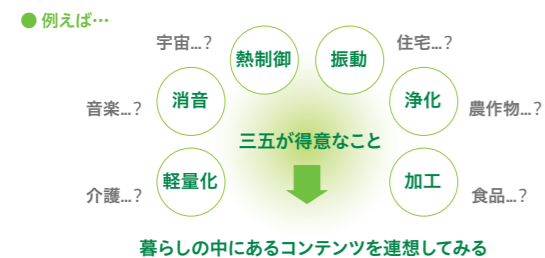 ● 例えば…
宇宙…?
熱制御
振動
住宅…?
音楽…?
消音
浄化
農作物…?
三五が得意なこと
介護…?
軽量化
加工
食品…?
暮らしの中にあるコンテンツを連想してみる